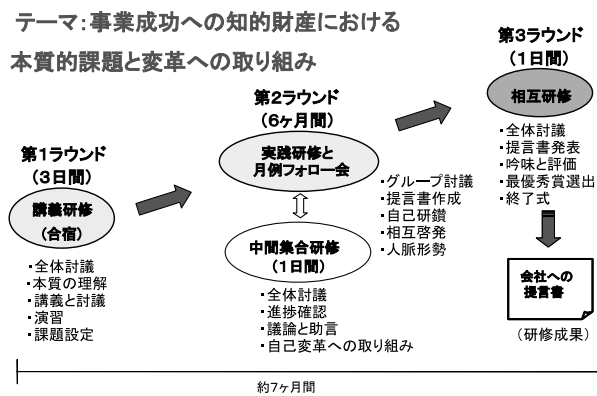 テーマ：事業成功への知的財産における
本質的課題と変革への取り組み
第1ラウンド
（3日間）
講義研修
（合宿）
・全体討議
・本質の理解
・講義と討議
・演習
・課題設定
第2ラウンド
（6ヶ月間）
実践研修と
月例フォロー会
・グループ討議
・提言書作成
・自己研鑽
・相互啓発
・人脈形勢
中間集合研修
（1日間）
・全体討議
・進捗確認
・議論と助言
・自己変革への取り組み
第3ラウンド
（1日間）
相互研修
・全体討議
・提言書発表
・吟味と評価
・最優秀賞選出
・終了式
会社への
提言書
（研修成果）
約7ヶ月間